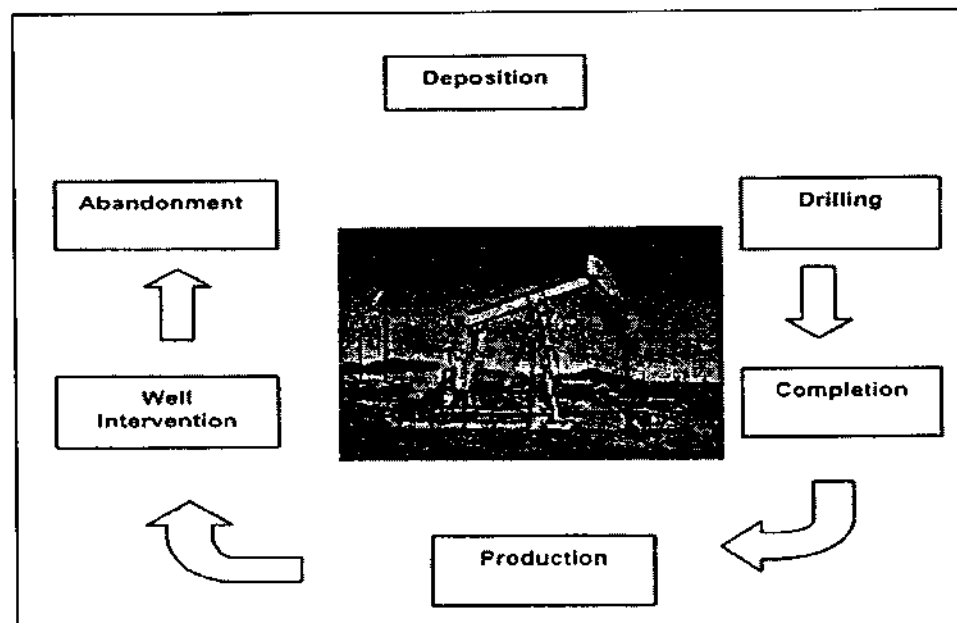 Deposition
Abandonment
Drilling
Well
Intervention
Completion
Production